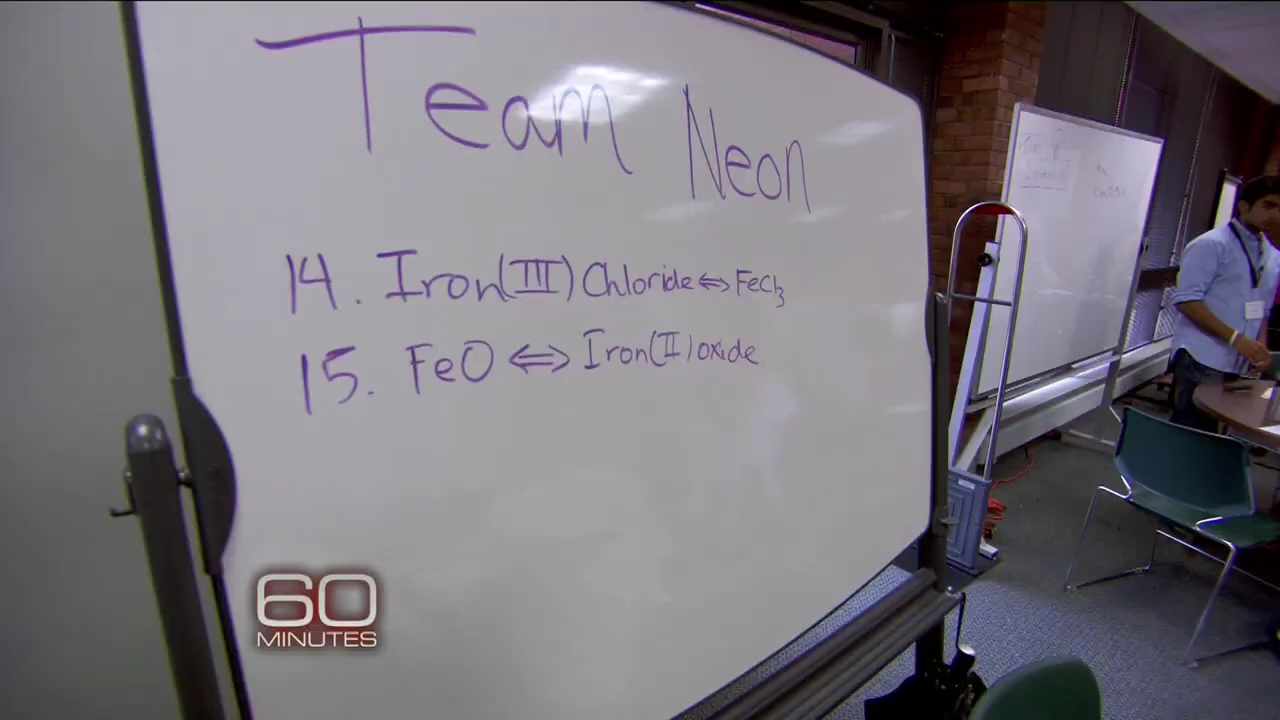 Team Neon
14. Iron(III) Chloride ⇔ FeCl₃
15. FeO ⇔ Iron(II) oxide
60
MINUTES